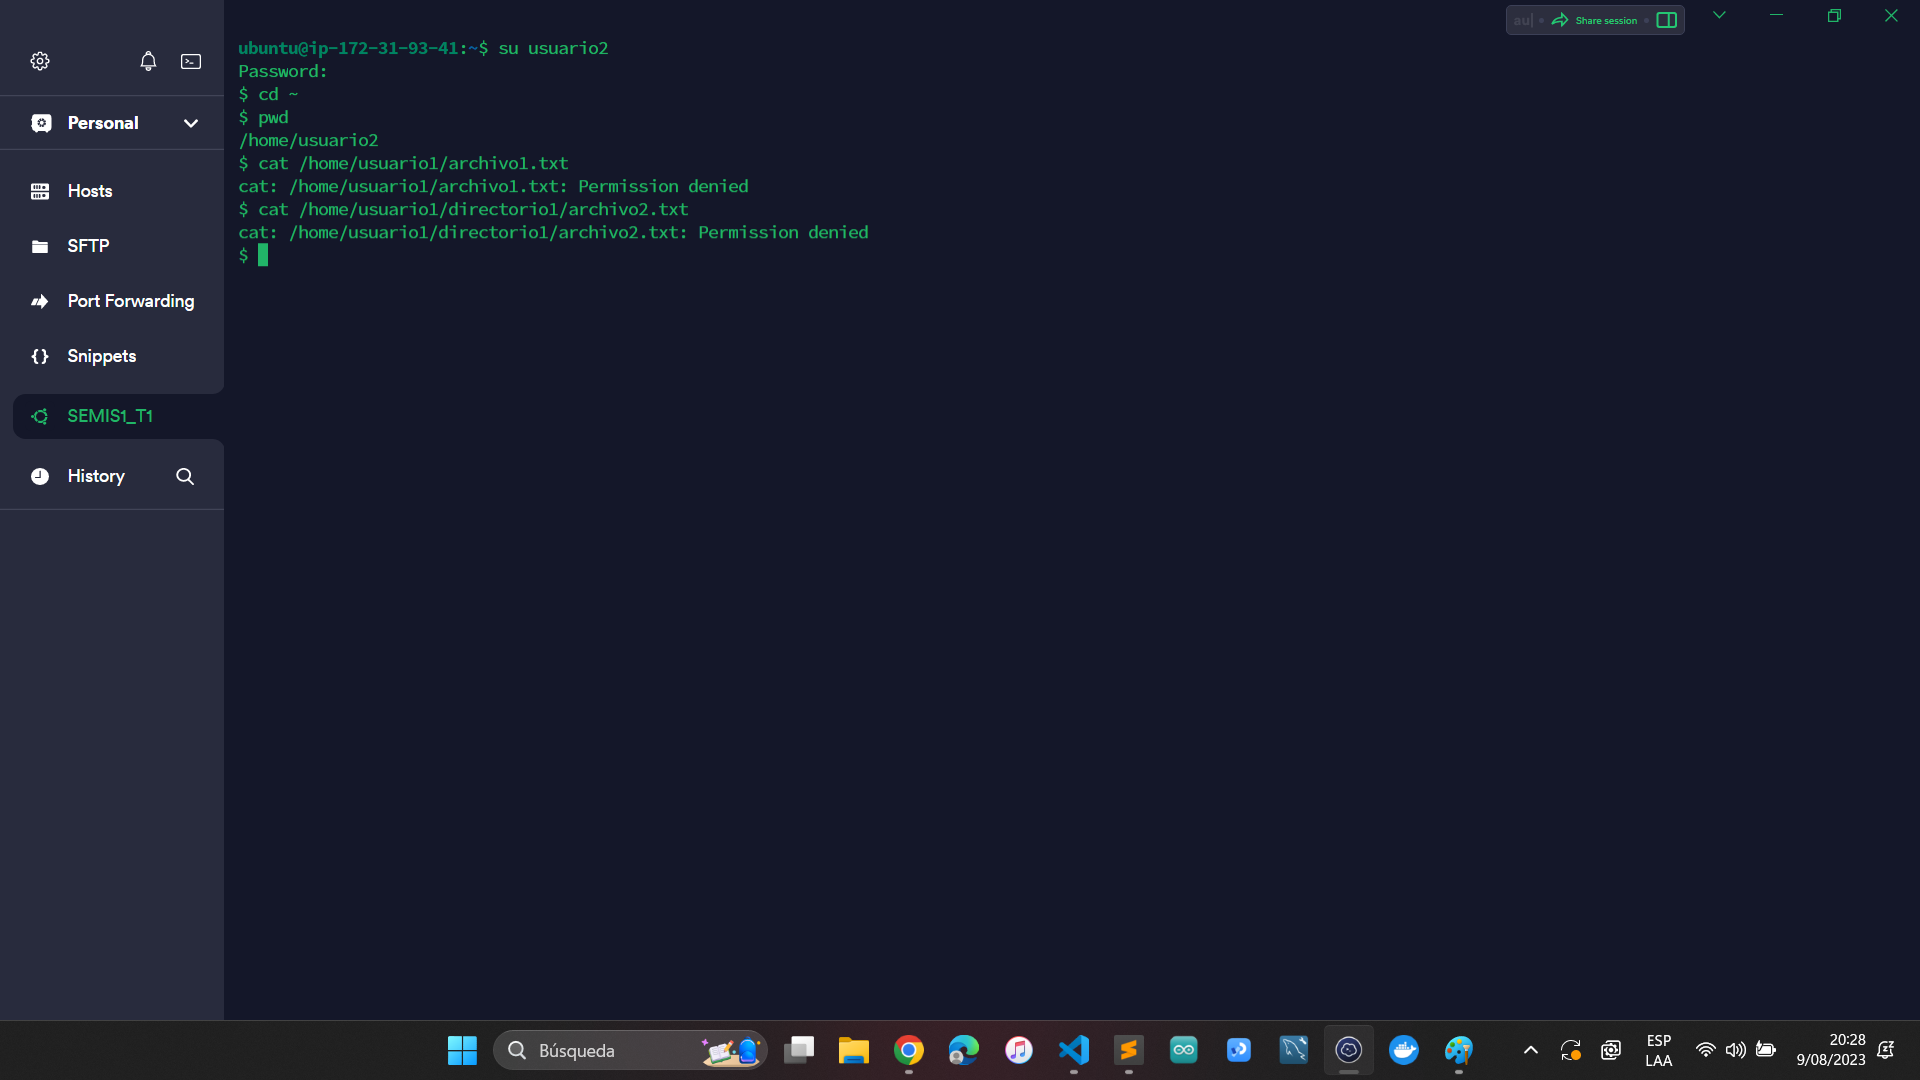 au| Share session
ubuntu@ip-172-31-93-41:~$ su usuario2
Password:
$ cd ~
$ pwd
/home/usuario2
$ cat /home/usuario1/archivo1.txt
cat: /home/usuario1/archivo1.txt: Permission denied
$ cat /home/usuario1/directorio1/archivo2.txt
cat: /home/usuario1/directorio1/archivo2.txt: Permission denied
$
Personal
Hosts
SFTP
Port Forwarding
Snippets
SEMIS1_T1
History
Búsqueda
ESP
LAA
20:28
9/08/2023